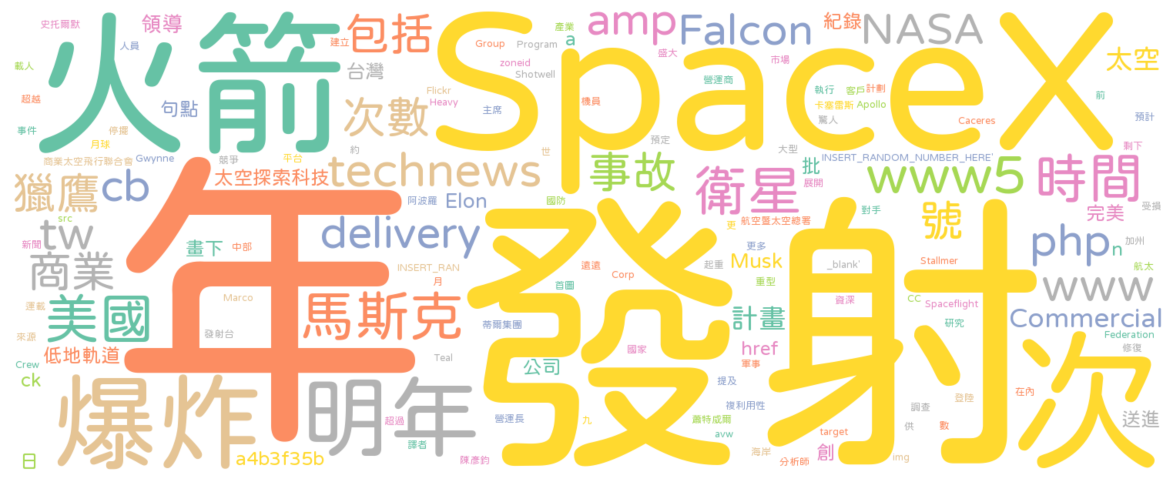 史托爾默
領導
產業
amp
Falcon
紀錄
NASA
火箭
人員
建立
包括
SpaceX
Group
Program
a
盛大
市場
太空
載人
台灣
zoneid
Shotwell
營運商
超越
句點
次數
Flickr
Heavy
主席
機員
執行
客戶
計劃
卡塞雷斯
Apollo
前
事件
停擺
月球
驚人
Caceres
預計
商業太空飛行聯合會
Gwynne
競爭
平台
約
世
預定
大型
剩下
獵鷹
cb
太空探索科技
technews
事故
衛星
批
INSERT_RANDOM_NUMBER_HERE'
展開
www5
時間
src
tw
年
阿波羅
Elon
國防
更
航空暨太空總署
對手
號
完美
受損
新聞
畫下
中部
delivery
發射
更多
php
n
加州
商業
INSERT_RAN
月
遠遠
起重
Musk
_blank'
Stallmer
航太
首圖
Corp
重型
www
運載
美國
Marco
馬斯克
資深
CC
Spaceflight
Commercial
來源
發射台
蒂爾集團
計畫
研究
Federation
低地軌道
Teal
國家
href
修復
Crew
公司
軍事
次
ck
爆炸
明年
提及
登陸
在內
超過
營運長
九
複利用性
調查
送進
譯者
蕭特威爾
供
數
avw
target
日
a4b3f35b
陳彥鈞
海岸
分析師
創
img